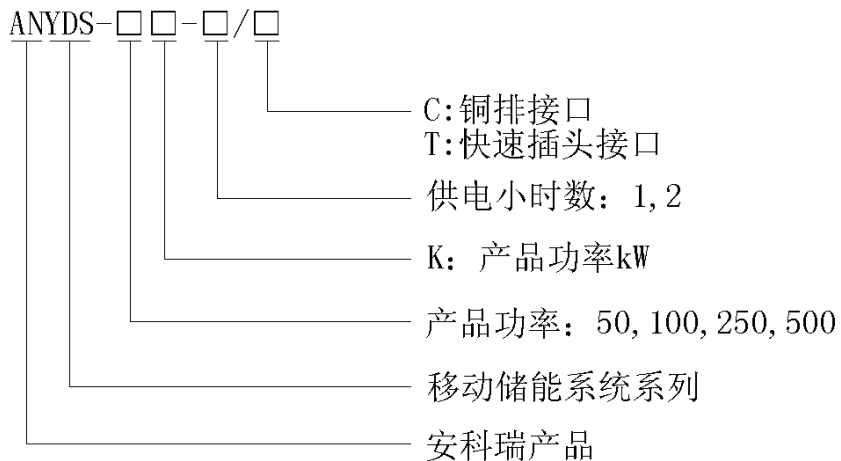 ANYDS-□□-□/□
C:铜排接口
T:快速插头接口
供电小时数：1,2
K：产品功率kW
产品功率：50,100,250,500
移动储能系统系列
安科瑞产品